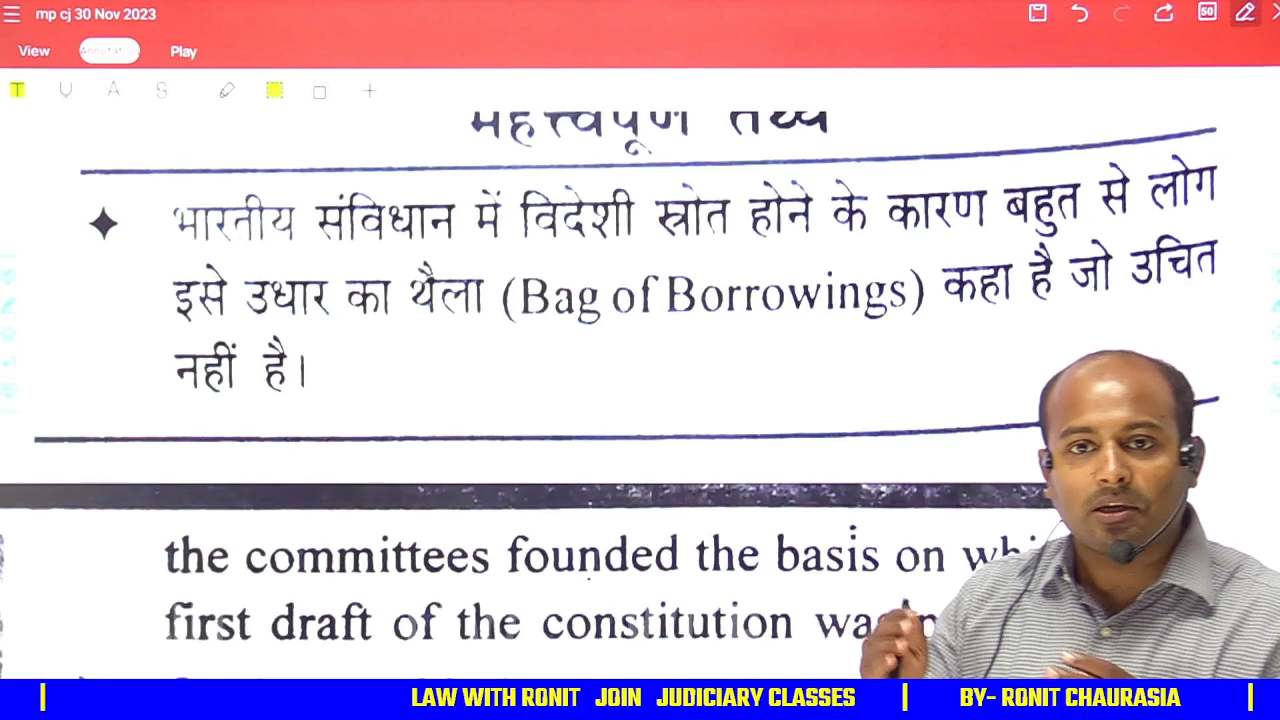 mp cj 30 Nov 2023
50
View Annotation Play
T U A S
महत्त्वपूर्ण तथ्य
भारतीय संविधान में विदेशी स्रोत होने के कारण बहुत से लोग
इसे उधार का थैला (Bag of Borrowings) कहा है जो उचित
नहीं है।
the committees founded the basis on
first draft of the constitution
LAW WITH RONIT JOIN JUDICIARY CLASSES | BY- RONIT CHAURASIA